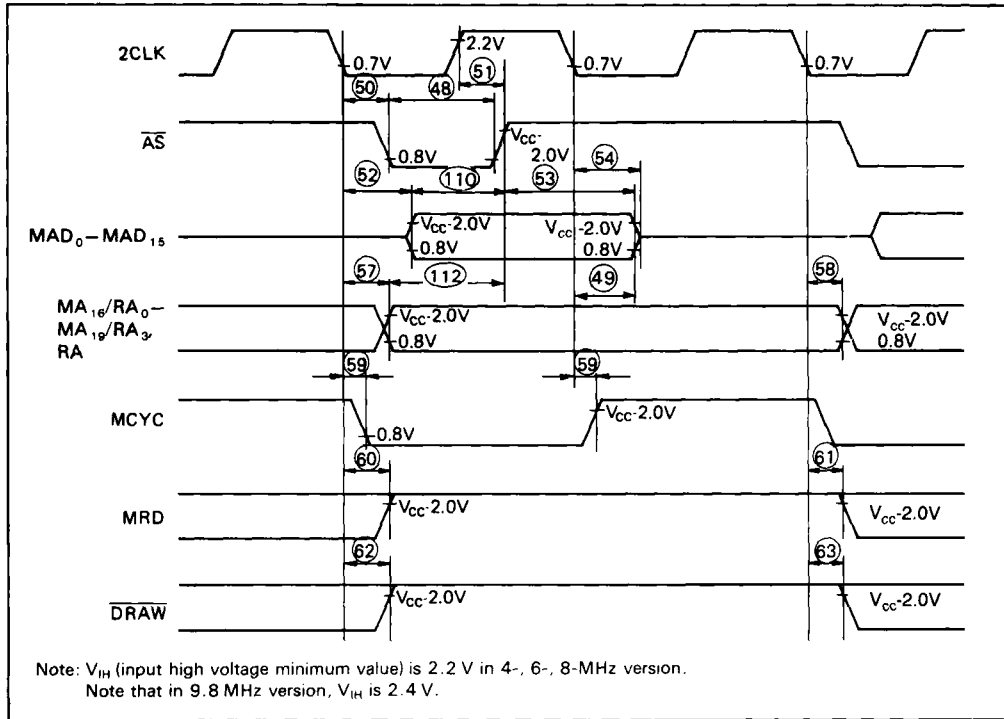 2CLK
2.2V
0.7V
0.7V
0.7V
51
50
48
AS
VCC-
2.0V
0.8V
54
52
110
53
MAD0–MAD15
VCC-2.0V
VCC-2.0V
0.8V
0.8V
57
112
49
58
MA16/RA0–
MA19/RA3,
RA
VCC-2.0V
0.8V
VCC-2.0V
0.8V
59
59
MCYC
VCC-2.0V
0.8V
60
61
MRD
VCC-2.0V
VCC-2.0V
62
63
DRAW
VCC-2.0V
VCC-2.0V
Note: VIH (input high voltage minimum value) is 2.2 V in 4-, 6-, 8-MHz version.
Note that in 9.8 MHz version, VIH is 2.4 V.